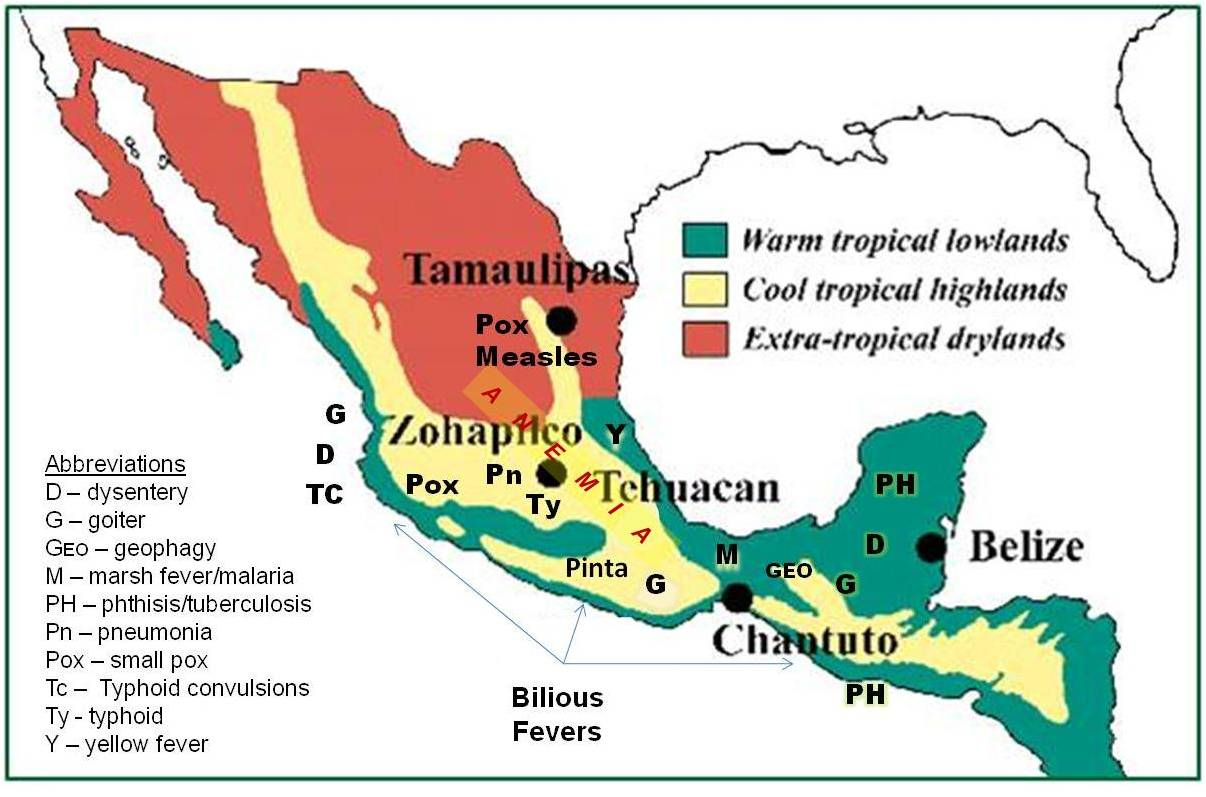 Warm tropical lowlands
Cool tropical highlands
Extra-tropical drylands
Tamaulipas
Pox
Measles
ANEMIA
G
D
TC
Zohapilco
Y
Pox
Pn
Ty
Tehuacan
PH
D
Belize
M
GEO
G
Pinta
G
Chantuto
PH
Bilious
Fevers
Abbreviations
D – dysentery
G – goiter
GEO – geophagy
M – marsh fever/malaria
PH – phthisis/tuberculosis
Pn – pneumonia
Pox – small pox
Tc – Typhoid convulsions
Ty - typhoid
Y – yellow fever